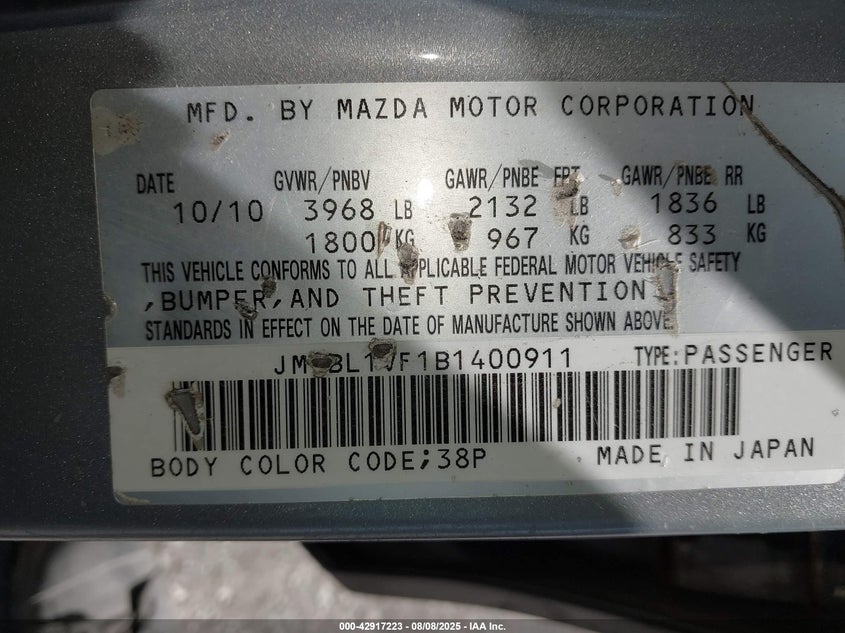 MFD. BY MAZDA MOTOR CORPORATION
DATE GVWR/PNBV GAWR/PNBE FRT GAWR/PNBE RR
10/10 3968 LB 2132 LB 1836 LB
1800 KG 967 KG 833 KG
THIS VEHICLE CONFORMS TO ALL APPLICABLE FEDERAL MOTOR VEHICLE SAFETY
,BUMPER,AND THEFT PREVENTION
STANDARDS IN EFFECT ON THE DATE OF MANUFACTURE SHOWN ABOVE.
TYPE:PASSENGER
BODY COLOR CODE;38P MADE IN JAPAN
000-42917223 - 08/08/2025 - IAA Inc.